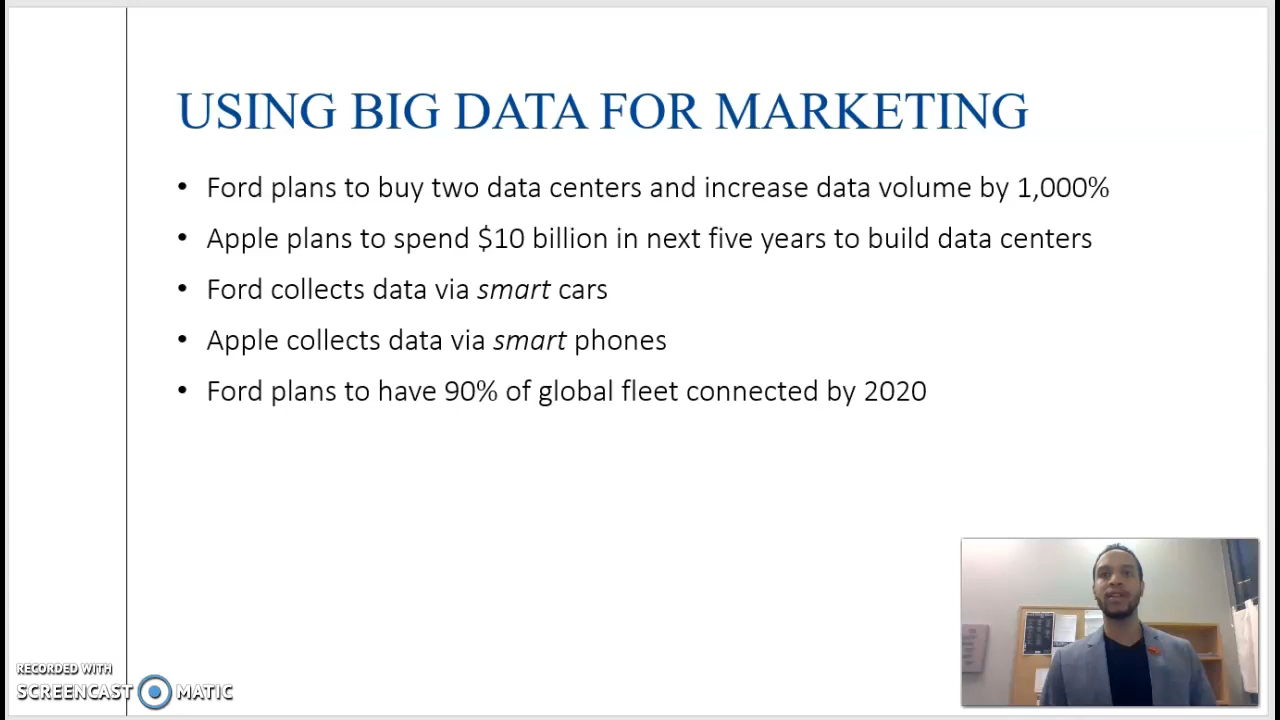 USING BIG DATA FOR MARKETING
• Ford plans to buy two data centers and increase data volume by 1,000%
• Apple plans to spend $10 billion in next five years to build data centers
• Ford collects data via smart cars
• Apple collects data via smart phones
• Ford plans to have 90% of global fleet connected by 2020
RECORDED WITH
SCREENCAST MATIC